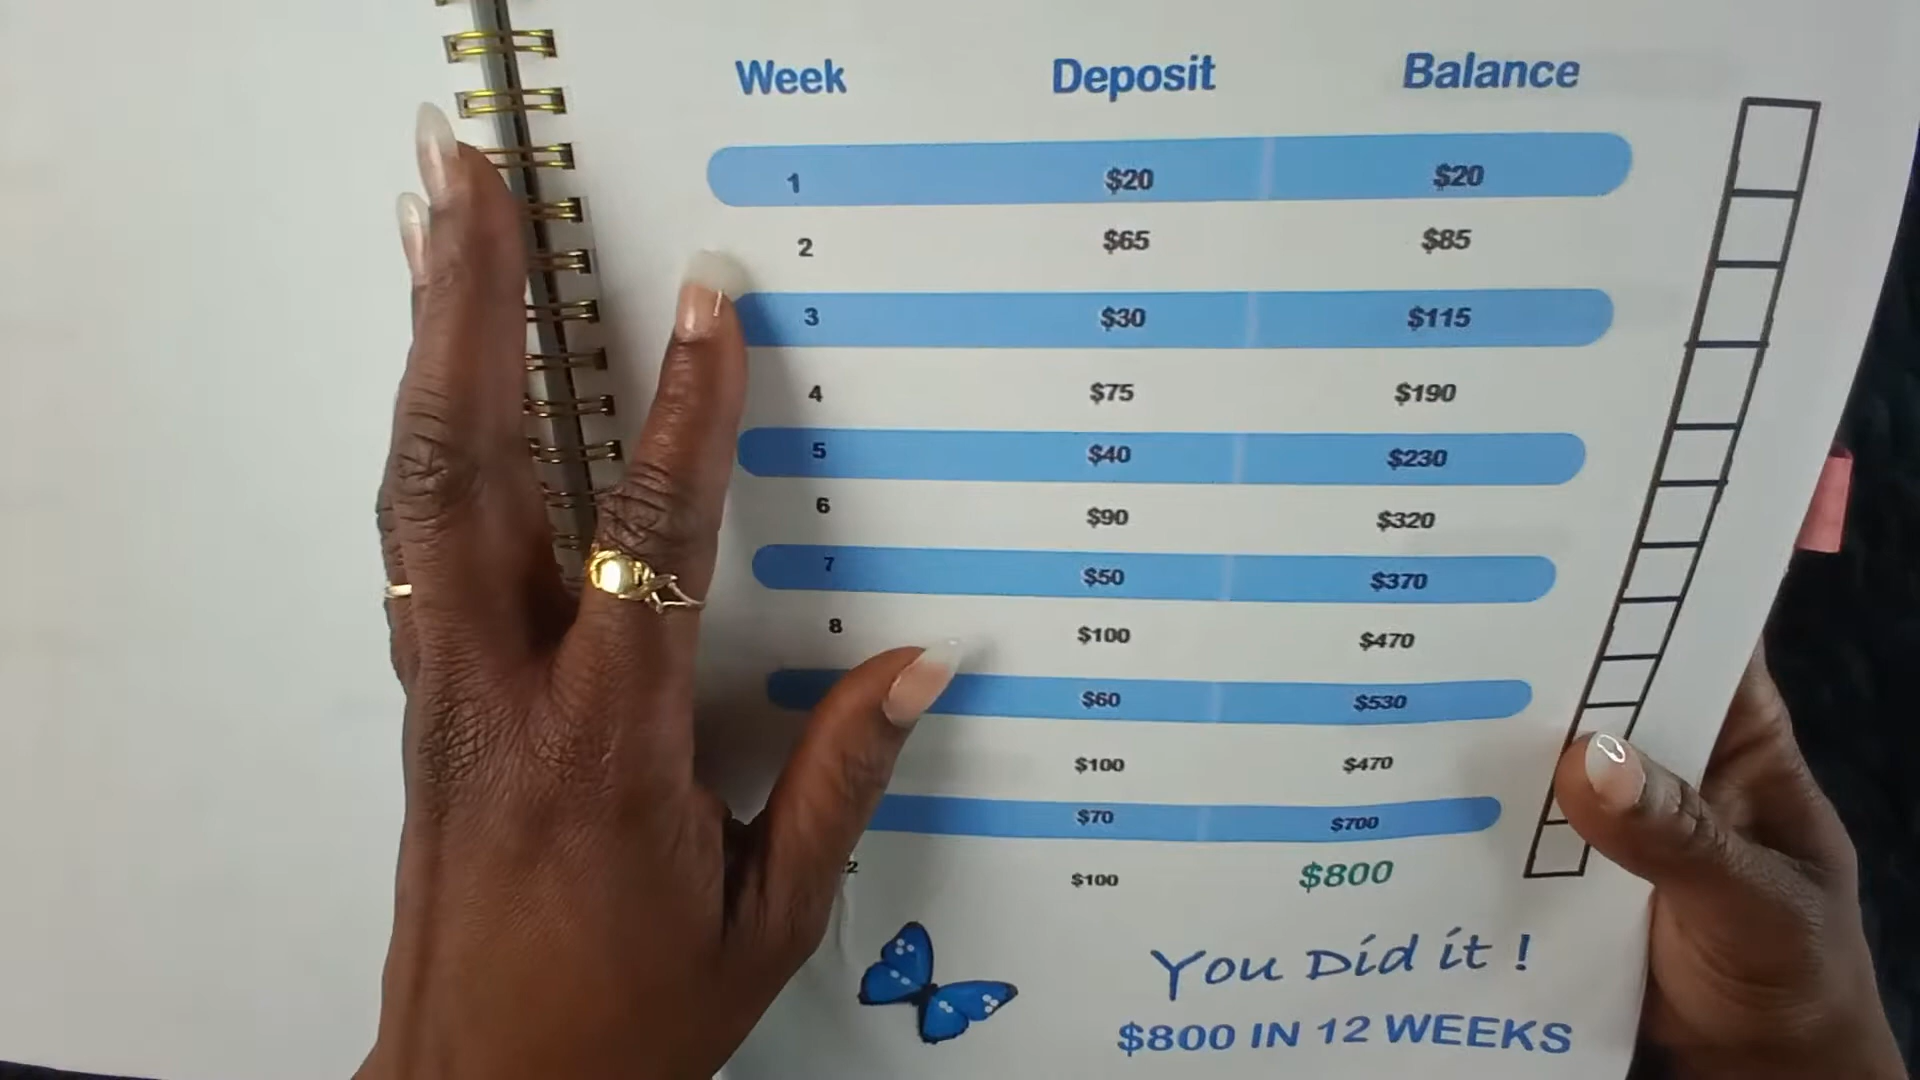 Week Deposit Balance
1 $20 $20
2 $65 $85
3 $30 $115
4 $75 $190
5 $40 $230
6 $90 $320
7 $50 $370
8 $100 $470
$60 $530
$100 $470
$70 $700
2 $100 $800
You Did it !
$800 IN 12 WEEKS